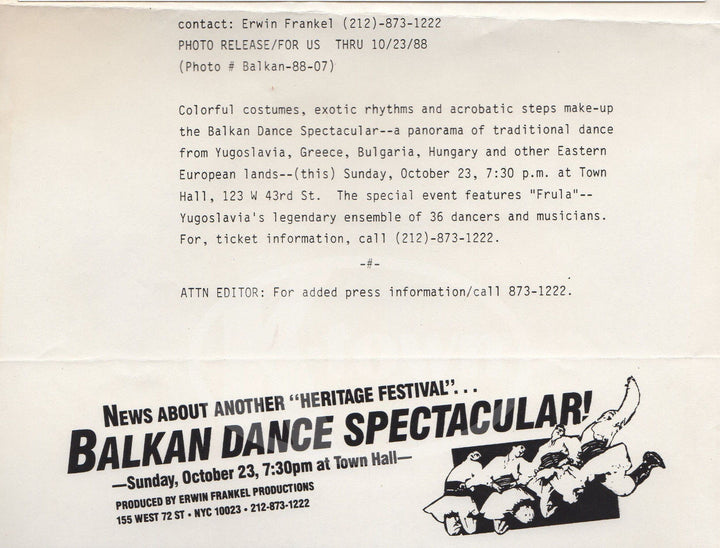 contact: Erwin Frankel (212)-873-1222
PHOTO RELEASE/FOR US  THRU 10/23/88
(Photo # Balkan-88-07)
Colorful costumes, exotic rhythms and acrobatic steps make-up
the Balkan Dance Spectacular--a panorama of traditional dance
from Yugoslavia, Greece, Bulgaria, Hungary and other Eastern
European lands--(this) Sunday, October 23, 7:30 p.m. at Town
Hall, 123 W 43rd St.  The special event features "Frula"--
Yugoslavia's legendary ensemble of 36 dancers and musicians.
For, ticket information, call (212)-873-1222.
-#-
ATTN EDITOR: For added press information/call 873-1222.
NEWS ABOUT ANOTHER "HERITAGE FESTIVAL"...
BALKAN DANCE SPECTACULAR!
—Sunday, October 23, 7:30pm at Town Hall—
PRODUCED BY ERWIN FRANKEL PRODUCTIONS
155 WEST 72 ST • NYC 10023 • 212-873-1222